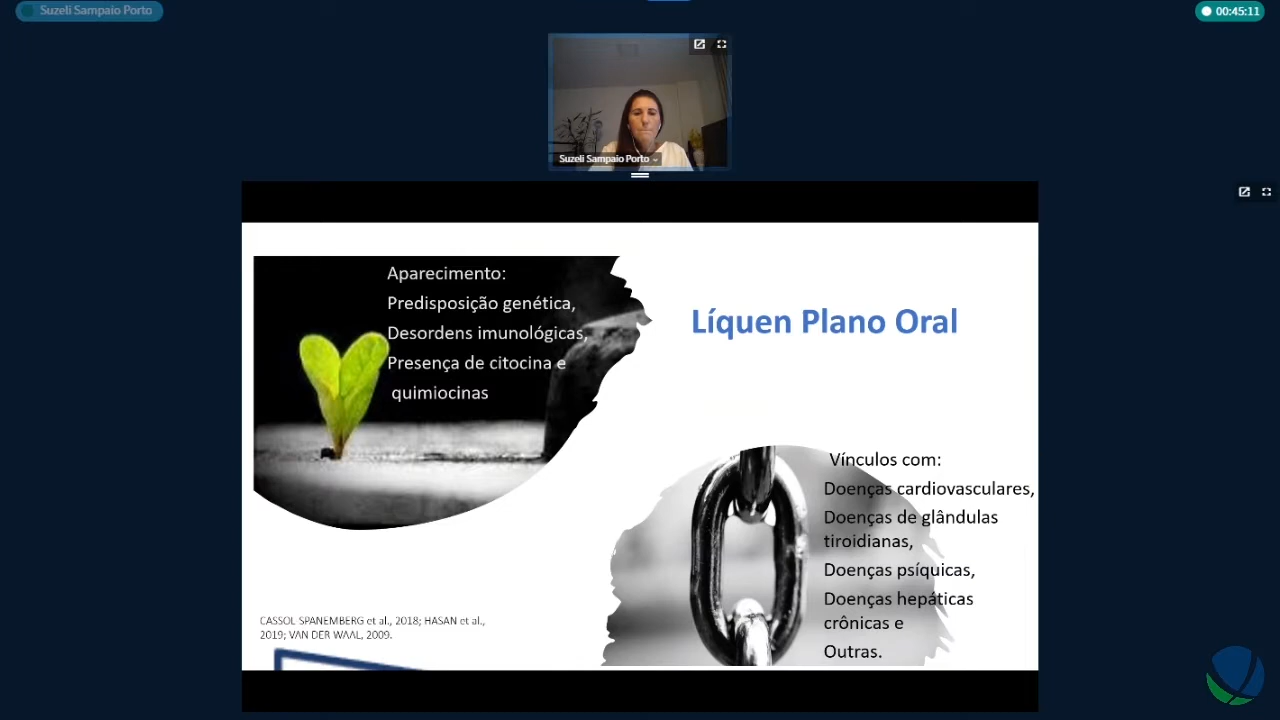 Suzeli Sampaio Porto
00:45:11
Suzeli Sampaio Porto
Aparecimento:
Predisposição genética,
Desordens imunológicas,
Presença de citocina e
quimiocinas
Líquen Plano Oral
Vínculos com:
Doenças cardiovasculares,
Doenças de glândulas
tiroidianas,
Doenças psíquicas,
Doenças hepáticas
crônicas e
Outras.
CASSOL SPANEMBERG et al., 2018; HASAN et al.,
2019; VAN DER WAAL, 2009.